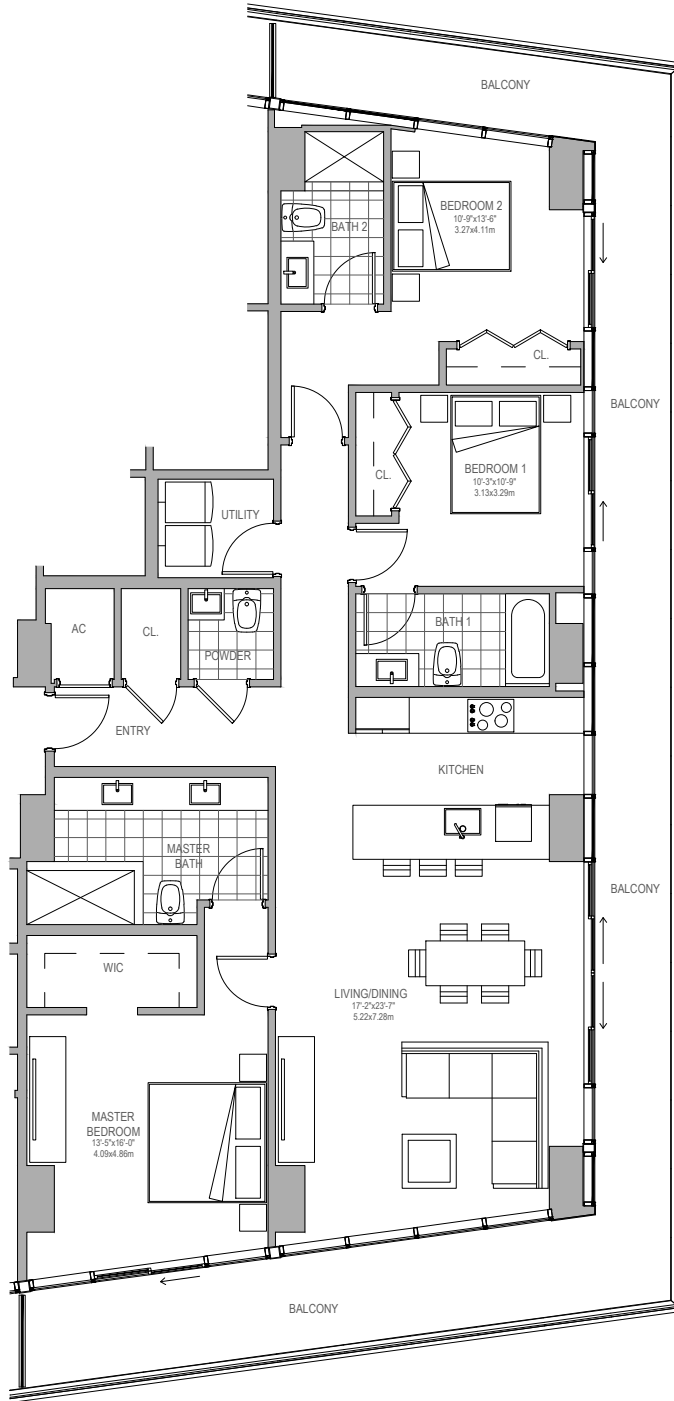 BALCONY
BATH 2
BEDROOM 2
10'-9"x13'-6"
3.27x4.11m
CL.
BALCONY
BEDROOM 1
10'-3"x10'-9"
3.13x3.29m
CL.
UTILITY
AC
CL.
POWDER
BATH 1
ENTRY
KITCHEN
MASTER
BATH
BALCONY
WIC
LIVING/DINING
17'-2"x23'-7"
5.22x7.28m
MASTER
BEDROOM
13'-5"x16'-0"
4.09x4.86m
BALCONY